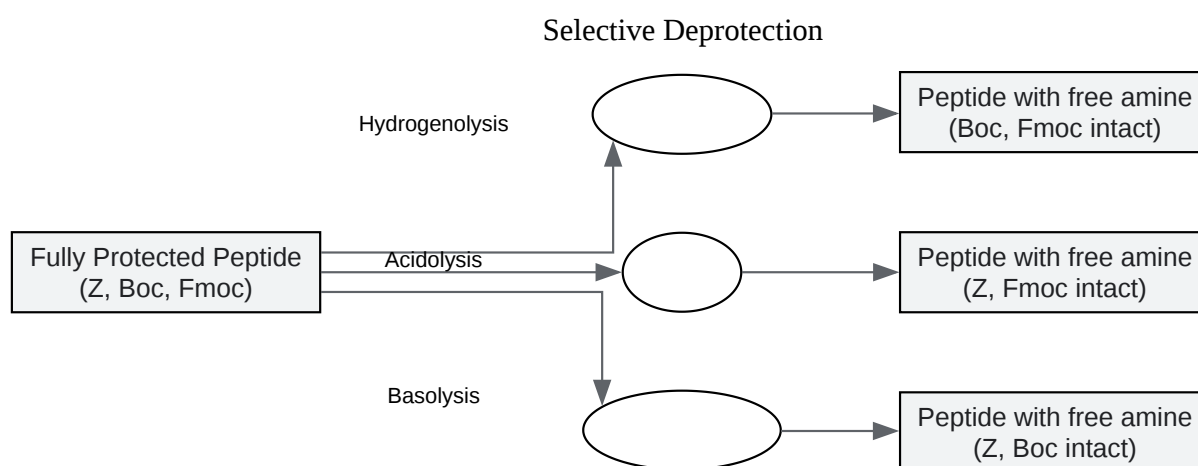 Selective Deprotection
Hydrogenolysis
Peptide with free amine
(Boc, Fmoc intact)
Fully Protected Peptide
(Z, Boc, Fmoc)
Acidolysis
Peptide with free amine
(Z, Fmoc intact)
Basolysis
Peptide with free amine
(Z, Boc intact)